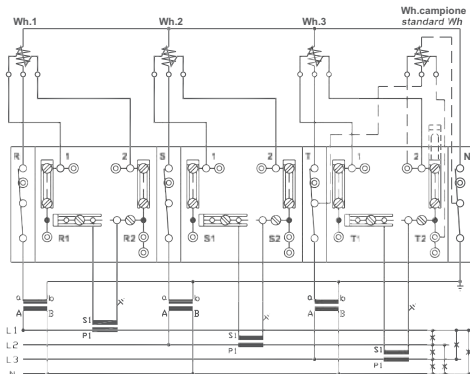 Wh.campione
Wh.1 Wh.2 Wh.3 standard Wh
R 1 2 S 1 2 T 1 2 N
R1 R2 S1 S2 T1 T2
a b a b a b
A B A B A B
S1
L1 P1
S1
L2 P1
S1
L3 P1
N